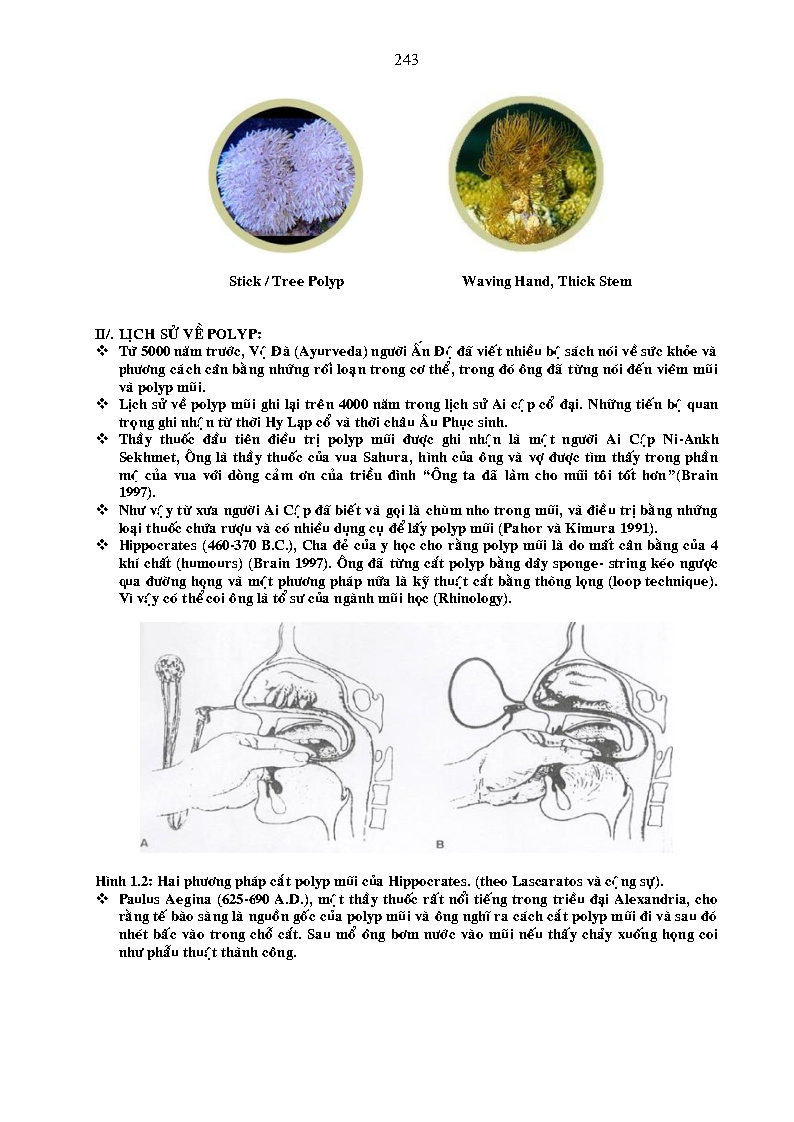 243
Stick / Tree Polyp Waving Hand, Thick Stem
II/. LỊCH SỬ VỀ POLYP:
❖ Từ 5000 năm trước, Vệ Đà (Ayurveda) người Ấn Độ đã viết nhiều bộ sách nói về sức khỏe và
phương cách cân bằng những rối loạn trong cơ thể, trong đó ông đã từng nói đến viêm mũi
và polyp mũi.
❖ Lịch sử về polyp mũi ghi lại trên 4000 năm trong lịch sử Ai cập cổ đại. Những tiến bộ quan
trọng ghi nhận từ thời Hy Lạp cổ và thời châu Âu Phục sinh.
❖ Thầy thuốc đầu tiên điều trị polyp mũi được ghi nhận là một người Ai Cập Ni-Ankh
Sekhmet, Ông là thầy thuốc của vua Sahura, hình của ông và vợ được tìm thấy trong phần
mộ của vua với dòng cảm ơn của triều đình “Ông ta đã làm cho mũi tôi tốt hơn”(Brain
1997).
❖ Như vậy từ xưa người Ai Cập đã biết và gọi là chùm nho trong mũi, và điều trị bằng những
loại thuốc chứa rượu và có nhiều dụng cụ để lấy polyp mũi (Pahor và Kimura 1991).
❖ Hippocrates (460-370 B.C.), Cha đẻ của y học cho rằng polyp mũi là do mất cân bằng của 4
khí chất (humours) (Brain 1997). Ông đã từng cắt polyp bằng dây sponge- string kéo ngược
qua đường họng và một phương pháp nữa là kỹ thuật cắt bằng thòng lọng (loop technique).
Vì vậy có thể coi ông là tổ sư của ngành mũi học (Rhinology).
A B
Hình 1.2: Hai phương pháp cắt polyp mũi của Hippocrates. (theo Lascaratos và cộng sự).
❖ Paulus Aegina (625-690 A.D.), một thầy thuốc rất nổi tiếng trong triều đại Alexandria, cho
rằng tế bào sàng là nguồn gốc của polyp mũi và ông nghĩ ra cách cắt polyp mũi đi và sau đó
nhét bấc vào trong chỗ cắt. Sau mổ ông bơm nước vào mũi nếu thấy chảy xuống họng coi
như phẫu thuật thành công.